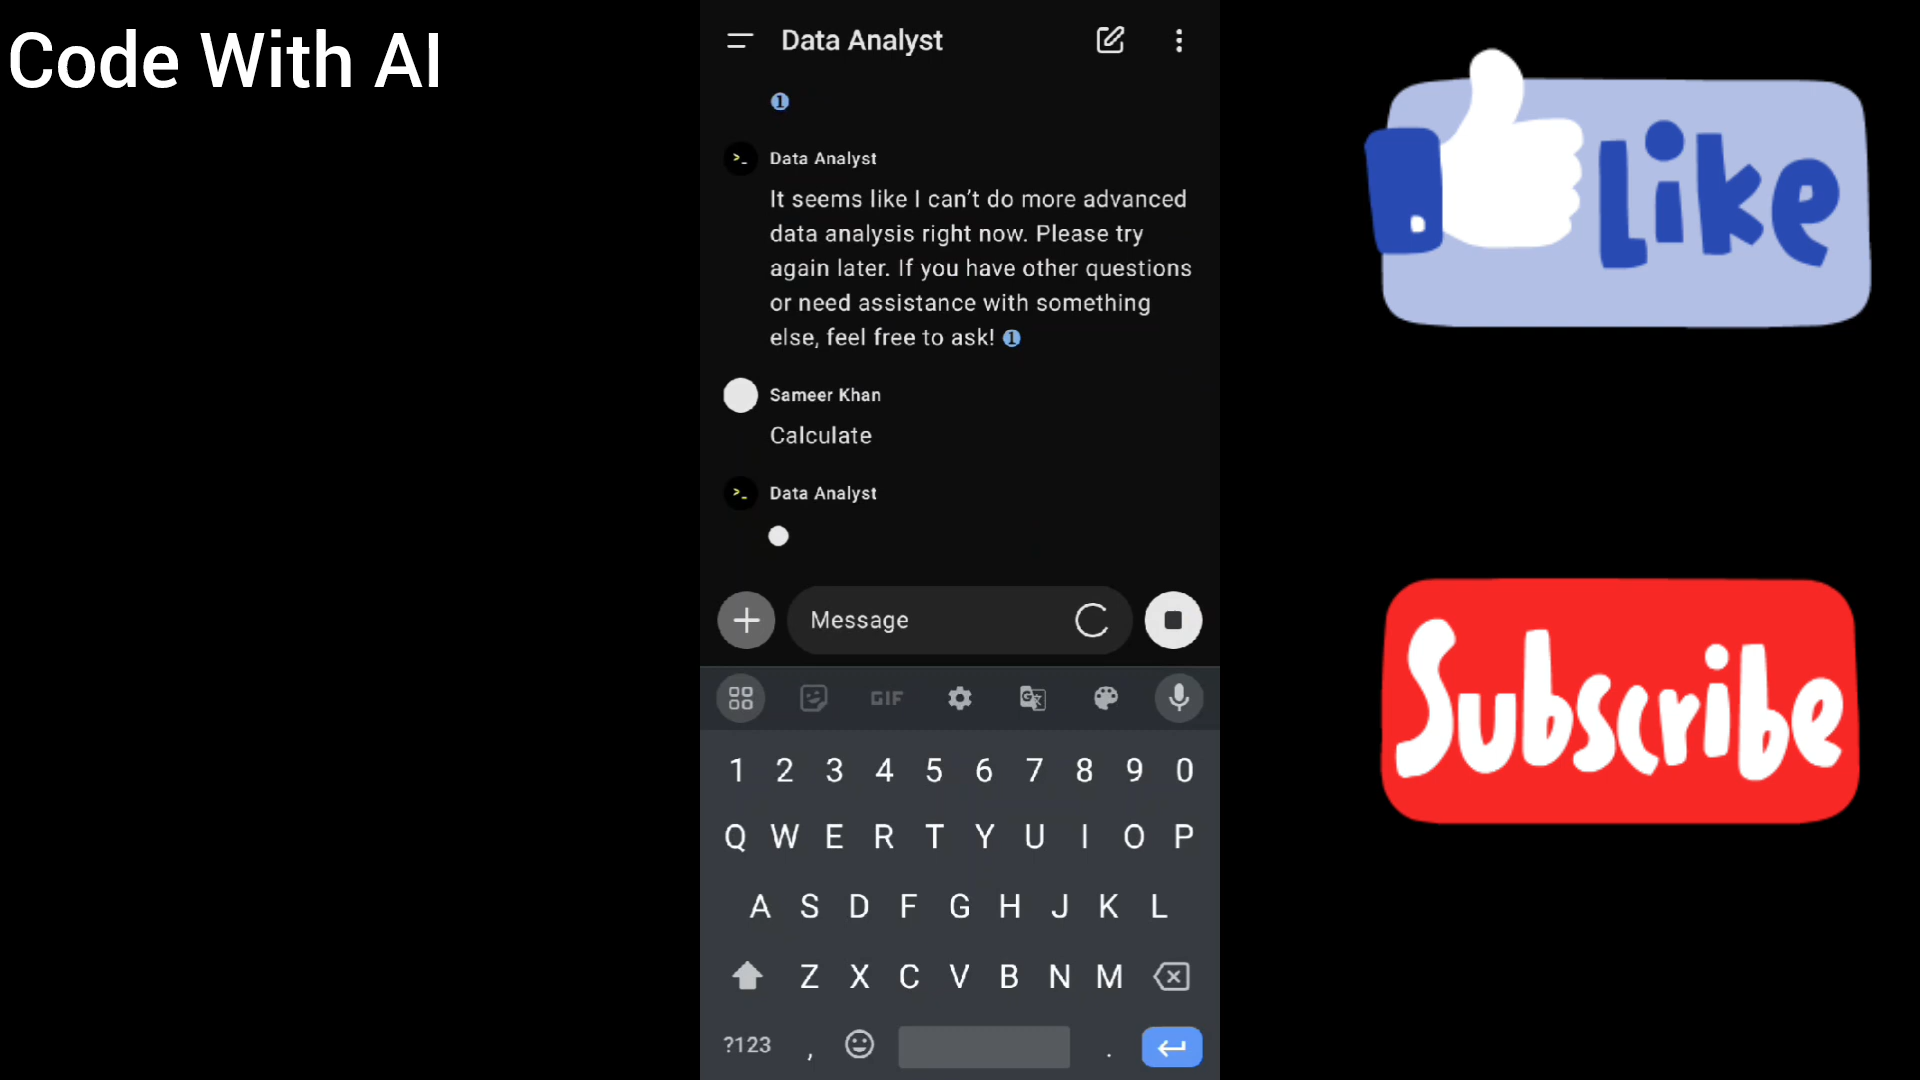 Code With AI
Data Analyst
1
>_ Data Analyst
It seems like I can’t do more advanced
data analysis right now. Please try
again later. If you have other questions
or need assistance with something
else, feel free to ask! 1
Sameer Khan
Calculate
>_ Data Analyst
Message
GIF
G
1 2 3 4 5 6 7 8 9 0
Q W E R T Y U I O P
A S D F G H J K L
Z X C V B N M
?123 , .
Like
Subscribe